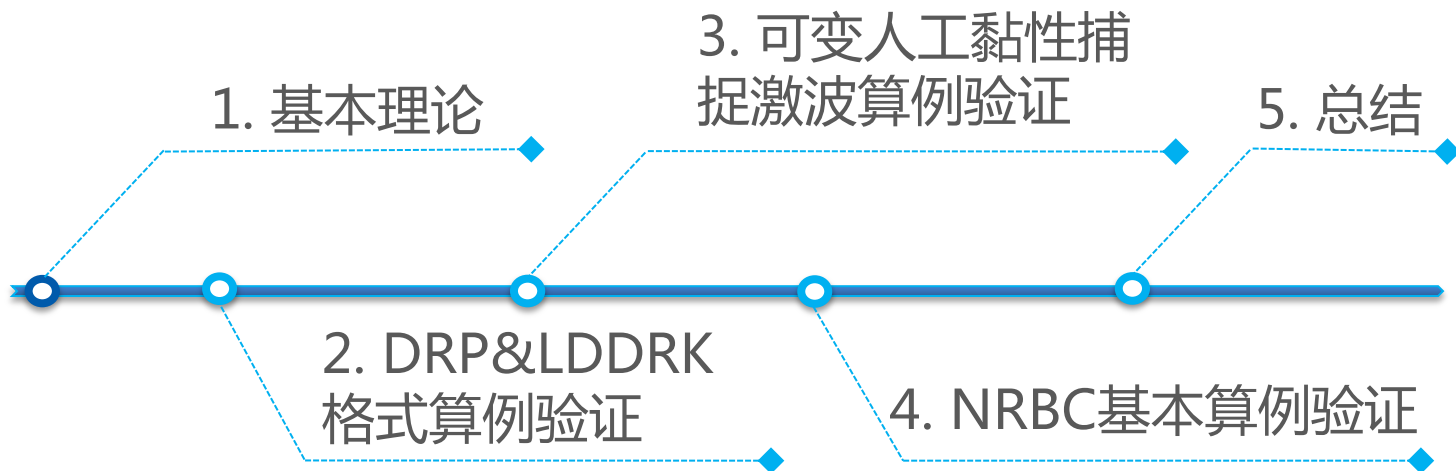 1. 基本理论
2. DRP&LDDRK
格式算例验证
3. 可变人工黏性捕
捉激波算例验证
4. NRBC基本算例验证
5. 总结